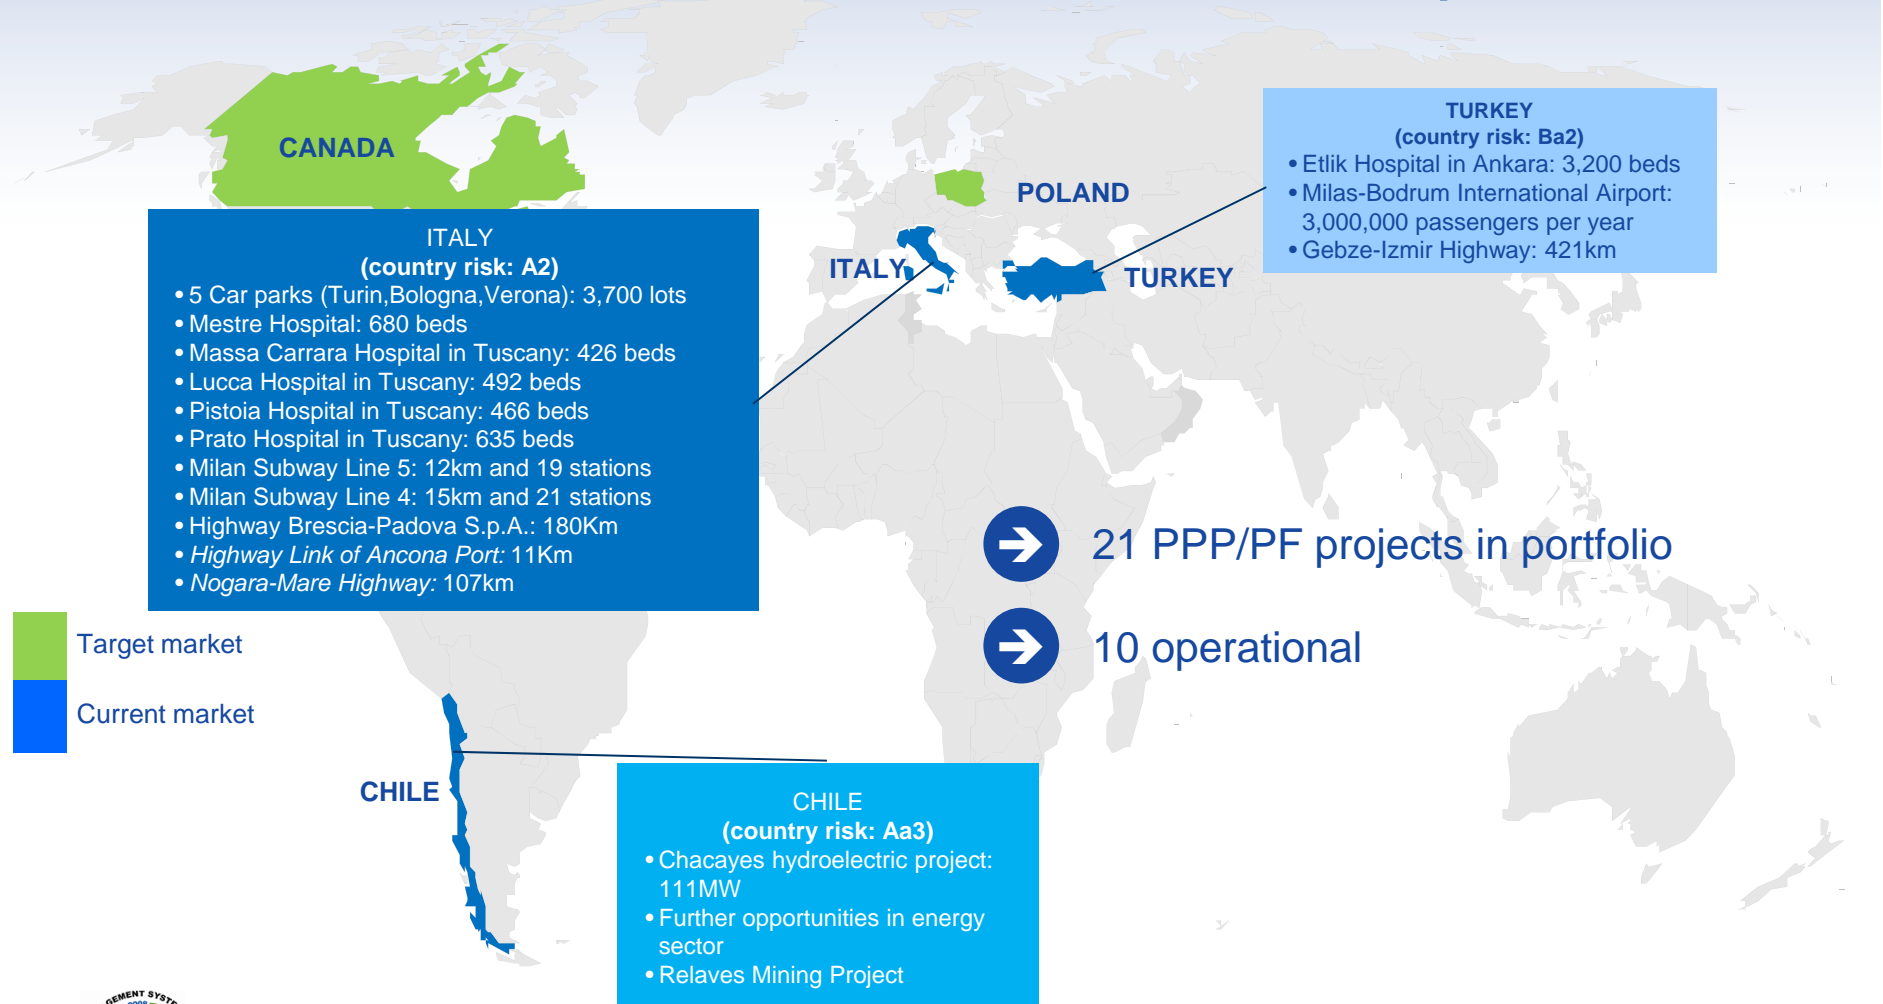 CANADA
POLAND
ITALY
TURKEY
CHILE
TURKEY
(country risk: Ba2)
• Etlik Hospital in Ankara: 3,200 beds
• Milas-Bodrum International Airport:
3,000,000 passengers per year
• Gebze-Izmir Highway: 421km
ITALY
(country risk: A2)
• 5 Car parks (Turin,Bologna,Verona): 3,700 lots
• Mestre Hospital: 680 beds
• Massa Carrara Hospital in Tuscany: 426 beds
• Lucca Hospital in Tuscany: 492 beds
• Pistoia Hospital in Tuscany: 466 beds
• Prato Hospital in Tuscany: 635 beds
• Milan Subway Line 5: 12km and 19 stations
• Milan Subway Line 4: 15km and 21 stations
• Highway Brescia-Padova S.p.A.: 180Km
• Highway Link of Ancona Port: 11Km
• Nogara-Mare Highway: 107km
21 PPP/PF projects in portfolio
10 operational
Target market
Current market
CHILE
(country risk: Aa3)
• Chacayes hydroelectric project:
111MW
• Further opportunities in energy
sector
• Relaves Mining Project